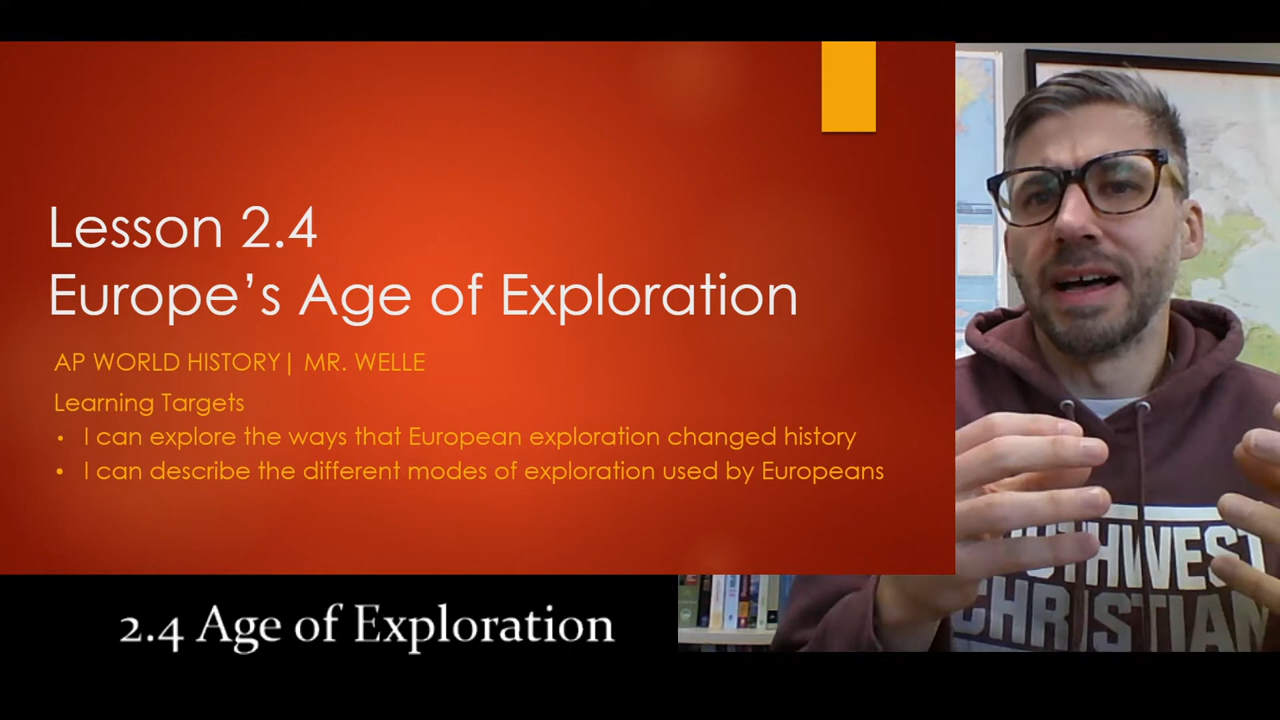 Lesson 2.4
Europe's Age of Exploration
AP WORLD HISTORY| MR. WELLE
Learning Targets
• I can explore the ways that European exploration changed history
• I can describe the different modes of exploration used by Europeans
2.4 Age of Exploration
CHRISTIAN